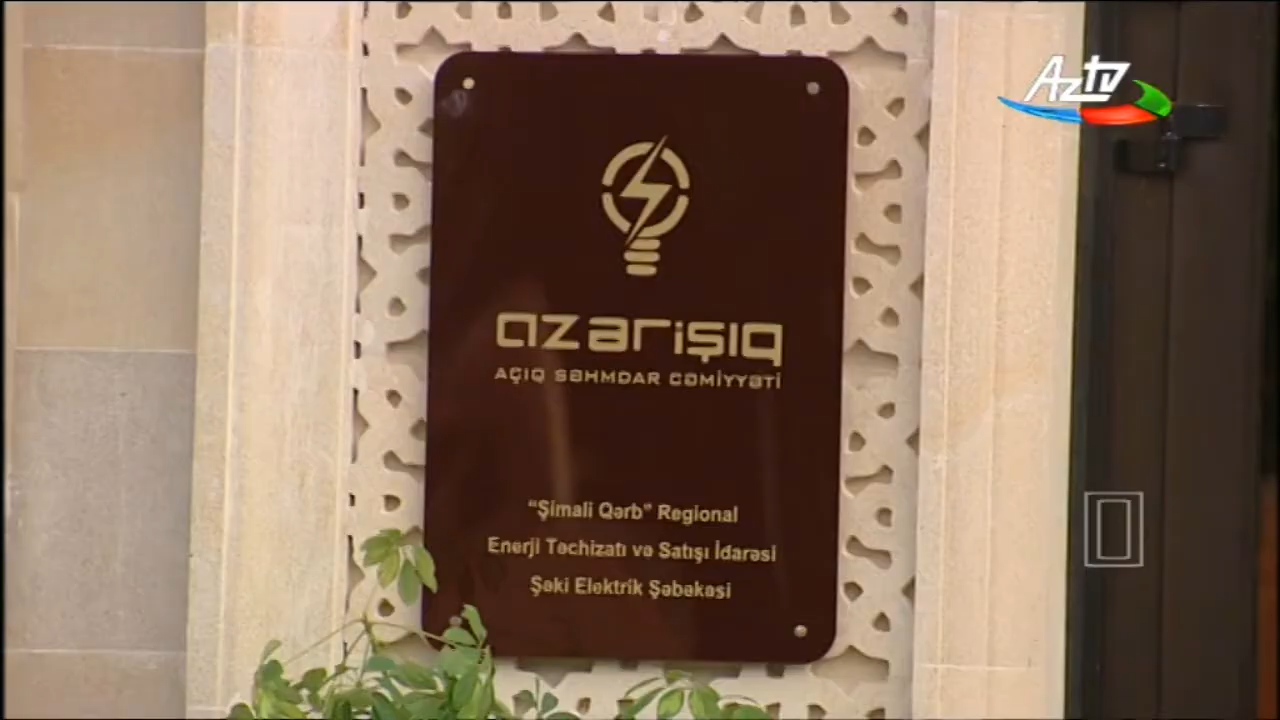 Aztv
azərişıq
AÇIQ SƏHMDAR CƏMİYYƏTİ
“Şimali Qərb” Regional
Enerji Təchizatı və Satışı İdarəsi
Şəki Elektrik Şəbəkəsi